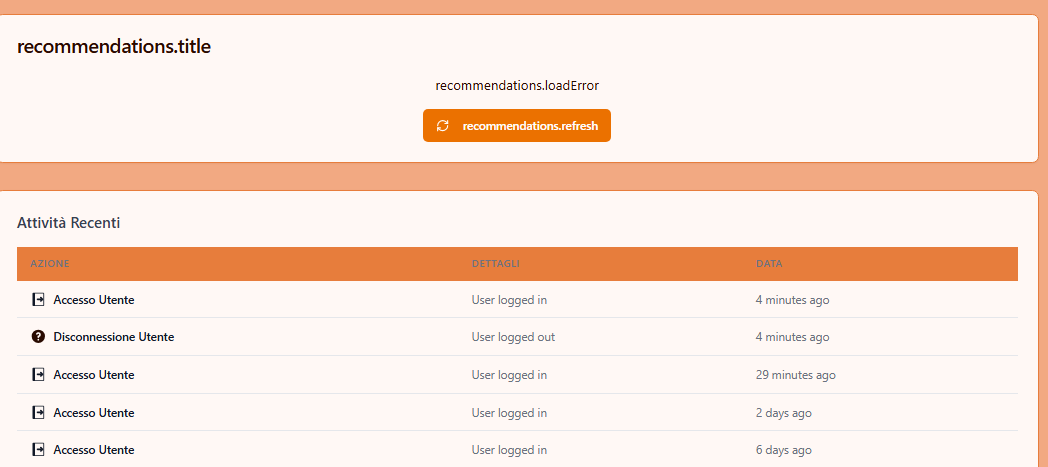 recommendations.title
recommendations.loadError
recommendations.refresh
Attività Recenti
AZIONE DETTAGLI DATA
Accesso Utente User logged in 4 minutes ago
Disconnessione Utente User logged out 4 minutes ago
Accesso Utente User logged in 29 minutes ago
Accesso Utente User logged in 2 days ago
Accesso Utente User logged in 6 days ago